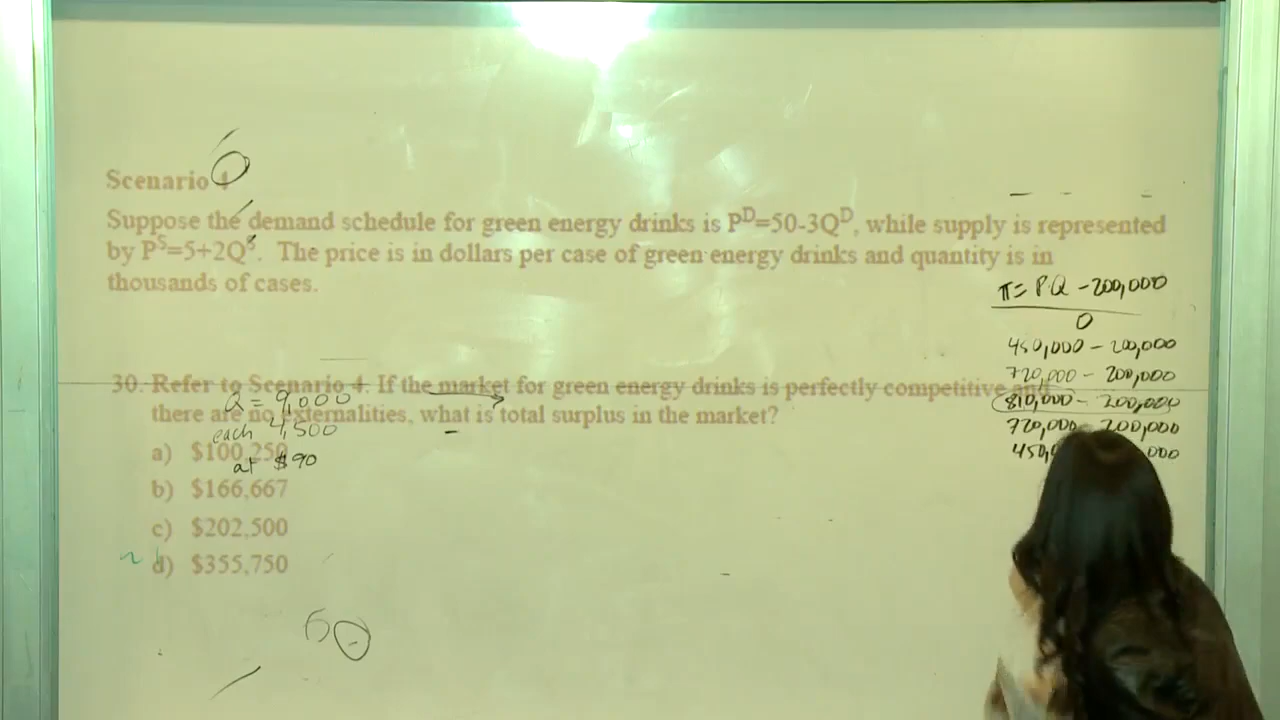 Scenario 4
Suppose the demand schedule for green energy drinks is P^D=50-3Q^D, while supply is represented
by P^S=5+2Q^S. The price is in dollars per case of green energy drinks and quantity is in
thousands of cases.
π = P.Q - 200,000
0
450,000 - 200,000
720,000 - 200,000
810,000 - 200,000
720,000 - 200,000
450,0 000
30. Refer to Scenario 4. If the market for green energy drinks is perfectly competitive and
there are no externalities, what is total surplus in the market?
Q = 9,000
each 4,500
at $90
a) $100,250
b) $166,667
c) $202,500
d) $355,750